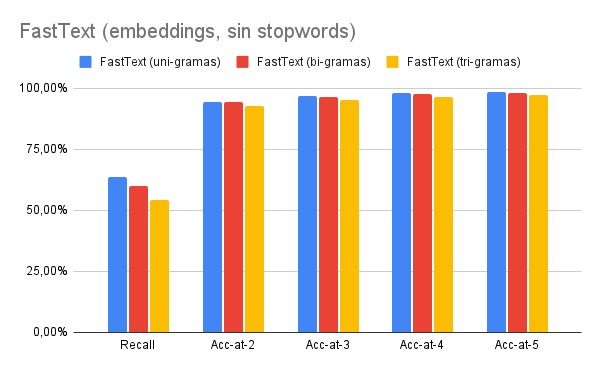 FastText (embeddings, sin stopwords)
FastText (uni-gramas) FastText (bi-gramas) FastText (tri-gramas)
100,00%
75,00%
50,00%
25,00%
0,00%
Recall Acc-at-2 Acc-at-3 Acc-at-4 Acc-at-5